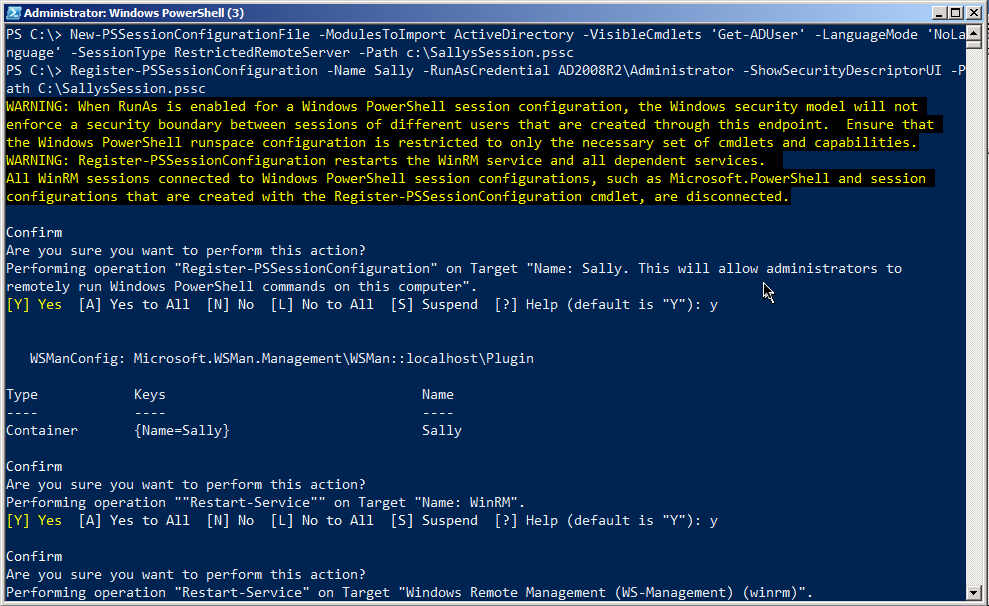 Administrator: Windows PowerShell (3)
PS C:\> New-PSSessionConfigurationFile -ModulesToImport ActiveDirectory -VisibleCmdlets 'Get-ADUser' -LanguageMode 'NoLa
nguage' -SessionType RestrictedRemoteServer -Path c:\SallysSession.pssc
PS C:\> Register-PSSessionConfiguration -Name Sally -RunAsCredential AD2008R2\Administrator -ShowSecurityDescriptorUI -P
ath C:\SallysSession.pssc
WARNING: When RunAs is enabled for a Windows PowerShell session configuration, the Windows security model will not
enforce a security boundary between sessions of different users that are created through this endpoint.  Ensure that
the Windows PowerShell runspace configuration is restricted to only the necessary set of cmdlets and capabilities.
WARNING: Register-PSSessionConfiguration restarts the WinRM service and all dependent services.
All WinRM sessions connected to Windows PowerShell session configurations, such as Microsoft.PowerShell and session
configurations that are created with the Register-PSSessionConfiguration cmdlet, are disconnected.
Confirm
Are you sure you want to perform this action?
Performing operation "Register-PSSessionConfiguration" on Target "Name: Sally. This will allow administrators to
remotely run Windows PowerShell commands on this computer".
[Y] Yes  [A] Yes to All  [N] No  [L] No to All  [S] Suspend  [?] Help (default is "Y"): y
WSManConfig: Microsoft.WSMan.Management\WSMan::localhost\Plugin
Type            Keys                                Name
----            ----                                ----
Container       {Name=Sally}                        Sally
Confirm
Are you sure you want to perform this action?
Performing operation ""Restart-Service"" on Target "Name: WinRM".
[Y] Yes  [A] Yes to All  [N] No  [L] No to All  [S] Suspend  [?] Help (default is "Y"): y
Confirm
Are you sure you want to perform this action?
Performing operation "Restart-Service" on Target "Windows Remote Management (WS-Management) (winrm)".